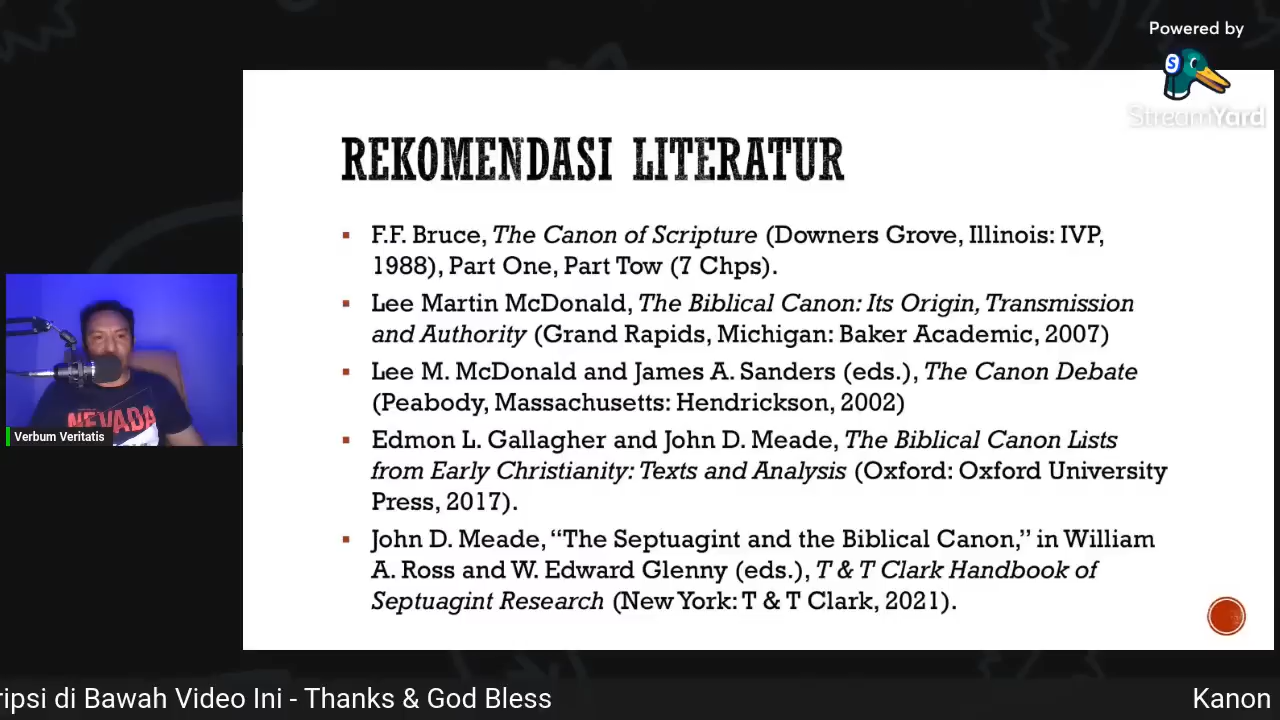 Powered by
StreamYard
REKOMENDASI LITERATUR
▪ F.F. Bruce, The Canon of Scripture (Downers Grove, Illinois: IVP,
1988), Part One, Part Tow (7 Chps).
▪ Lee Martin McDonald, The Biblical Canon: Its Origin, Transmission
and Authority (Grand Rapids, Michigan: Baker Academic, 2007)
▪ Lee M. McDonald and James A. Sanders (eds.), The Canon Debate
(Peabody, Massachusetts: Hendrickson, 2002)
▪ Edmon L. Gallagher and John D. Meade, The Biblical Canon Lists
from Early Christianity: Texts and Analysis (Oxford: Oxford University
Press, 2017).
▪ John D. Meade, “The Septuagint and the Biblical Canon,” in William
A. Ross and W. Edward Glenny (eds.), T & T Clark Handbook of
Septuagint Research (New York: T & T Clark, 2021).
NEVADA
Verbum Veritatis
ripsi di Bawah Video Ini - Thanks & God Bless
Kanon